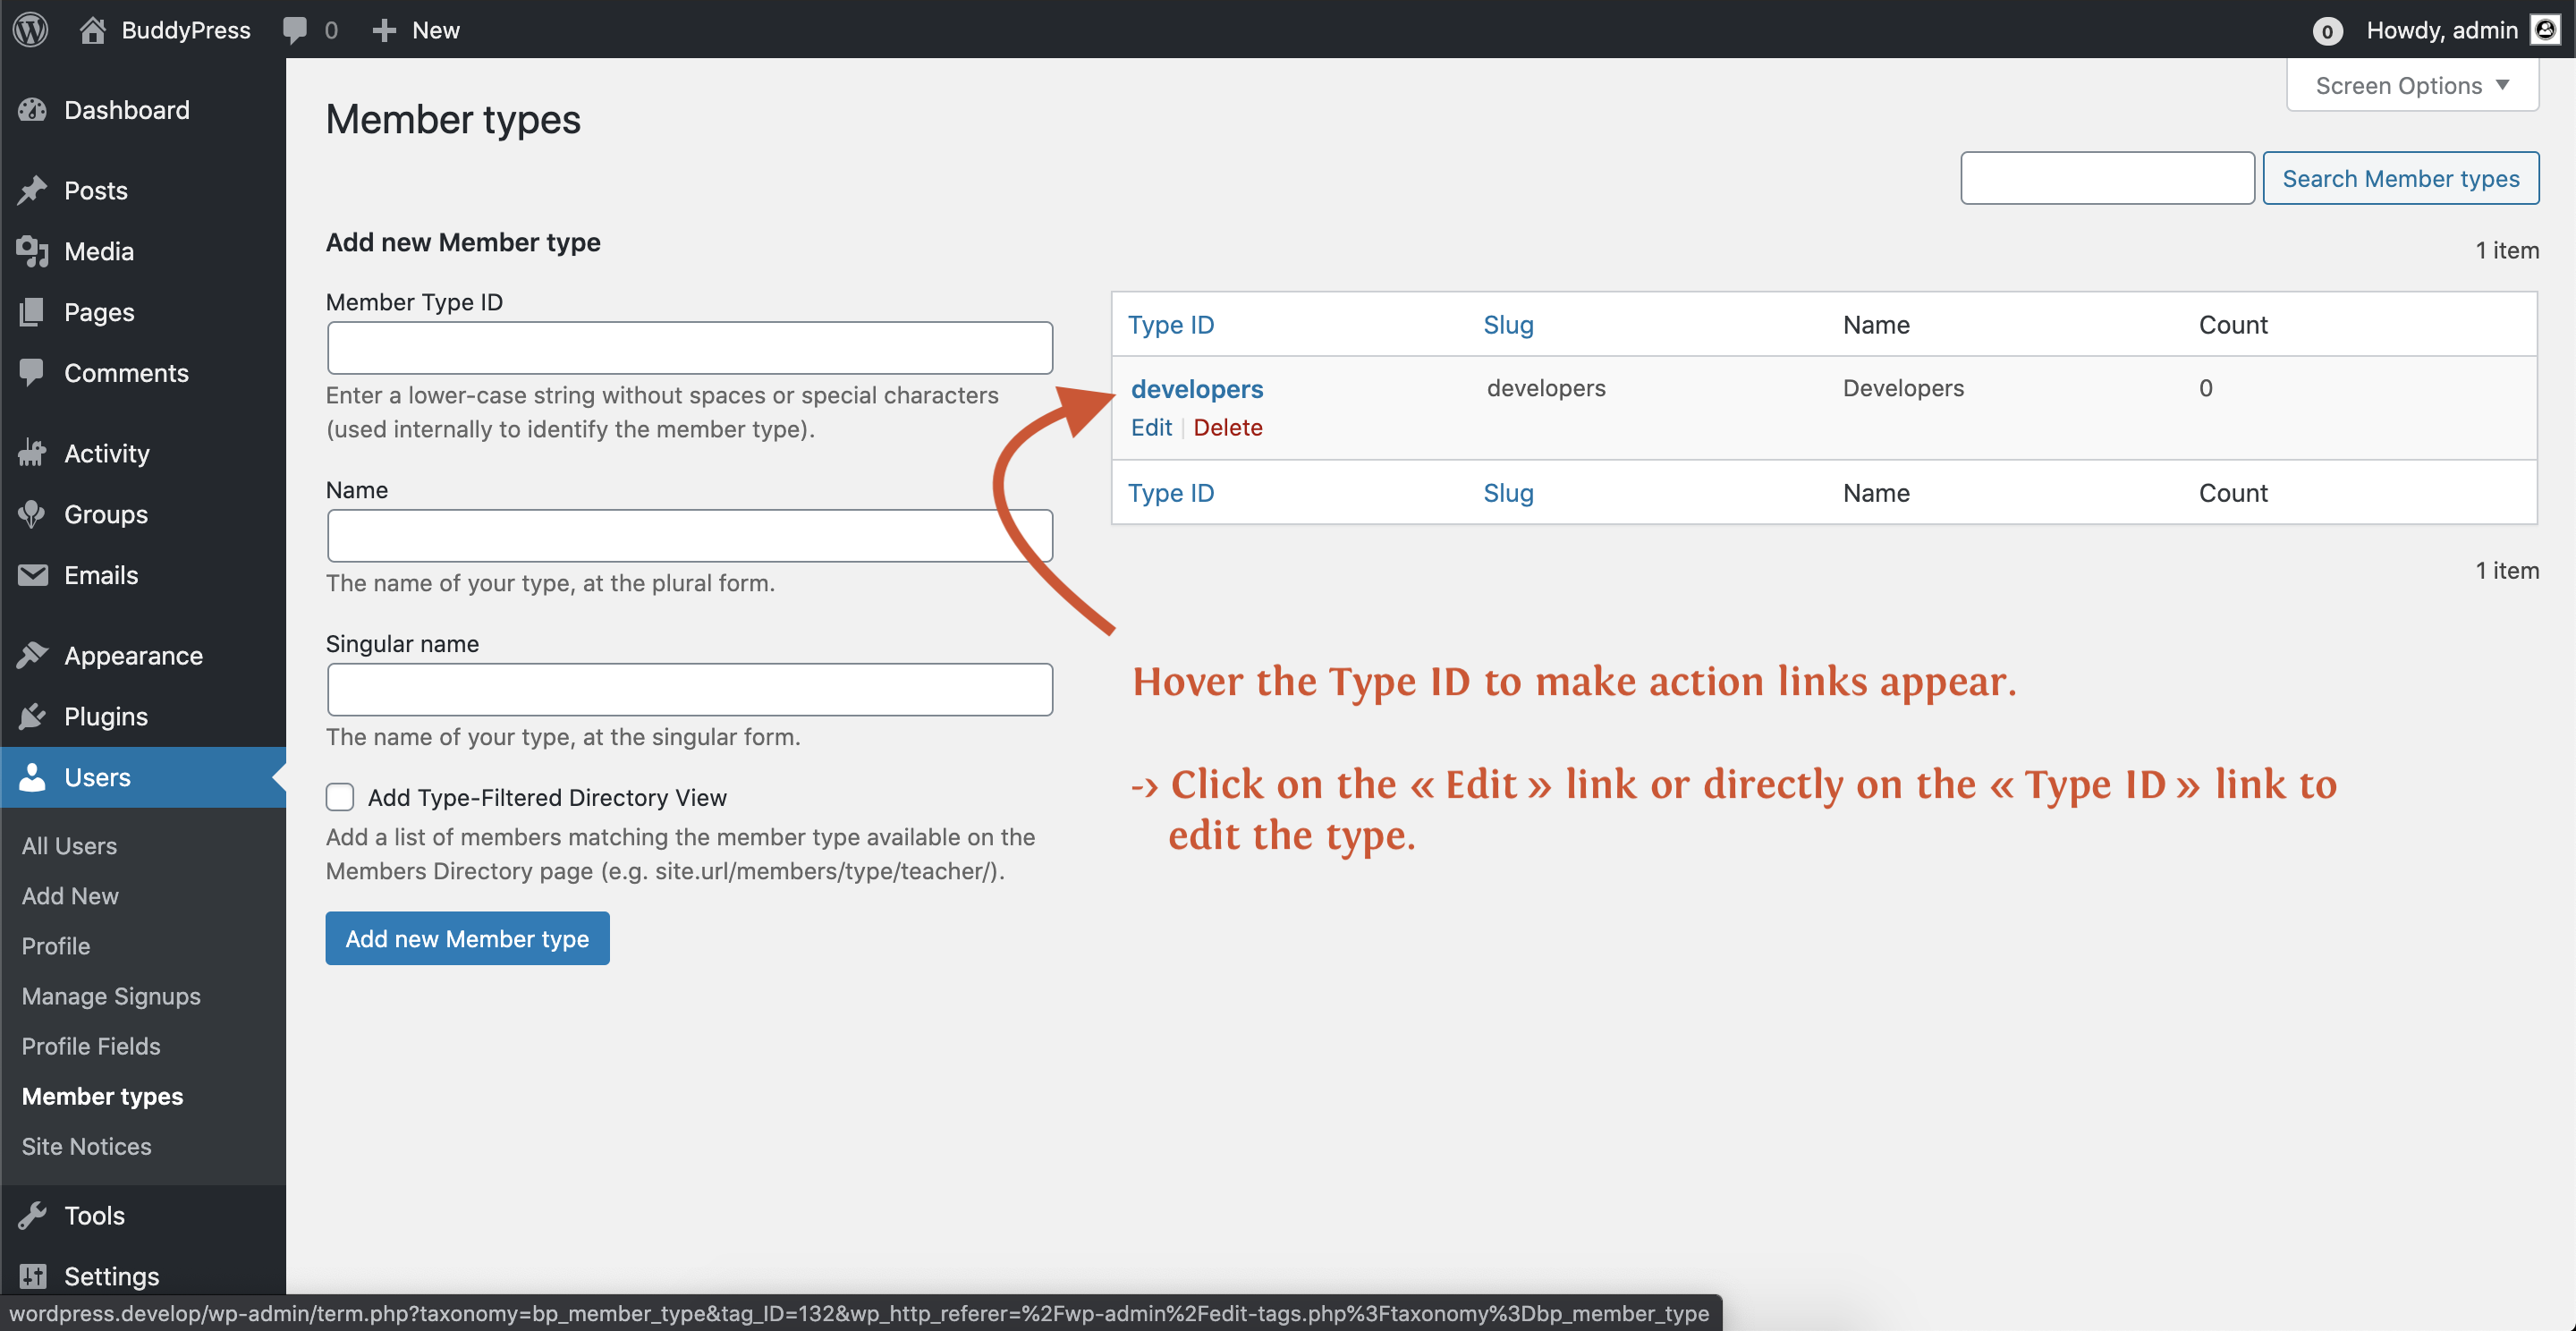 BuddyPress 0 New 0 Howdy, admin
Screen Options
Dashboard
Posts
Media
Pages
Comments
Activity
Groups
Emails
Appearance
Plugins
Users
All Users
Add New
Profile
Manage Signups
Profile Fields
Member types
Site Notices
Tools
Settings
Member types
Search Member types
Add new Member type
Member Type ID
Enter a lower-case string without spaces or special characters
(used internally to identify the member type).
Name
The name of your type, at the plural form.
Singular name
The name of your type, at the singular form.
Add Type-Filtered Directory View
Add a list of members matching the member type available on the
Members Directory page (e.g. site.url/members/type/teacher/).
Add new Member type
1 item
Type ID Slug Name Count
developers developers Developers 0
Edit | Delete
Type ID Slug Name Count
1 item
Hover the Type ID to make action links appear.
-> Click on the « Edit » link or directly on the « Type ID » link to
edit the type.
wordpress.develop/wp-admin/term.php?taxonomy=bp_member_type&tag_ID=132&wp_http_referer=%2Fwp-admin%2Fedit-tags.php%3Ftaxonomy%3Dbp_member_type